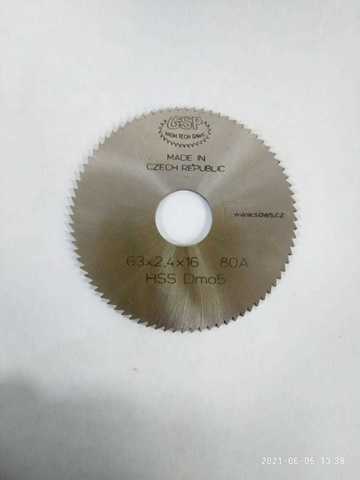 GSP
HIGH TECH SAWS
MADE IN
CZECH REPUBLIC
www.saws.cz
63x2,4x16 80A
HSS Dmo5
2021-06-05 13:38